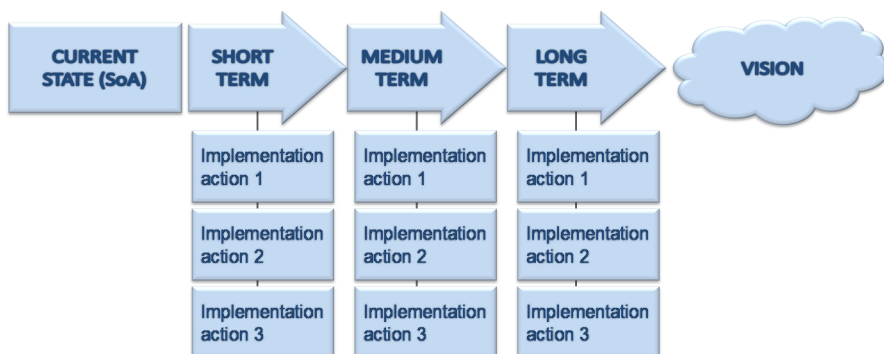 CURRENT
STATE (SoA)
SHORT
TERM
MEDIUM
TERM
LONG
TERM
VISION
Implementation
action 1
Implementation
action 1
Implementation
action 1
Implementation
action 2
Implementation
action 2
Implementation
action 2
Implementation
action 3
Implementation
action 3
Implementation
action 3